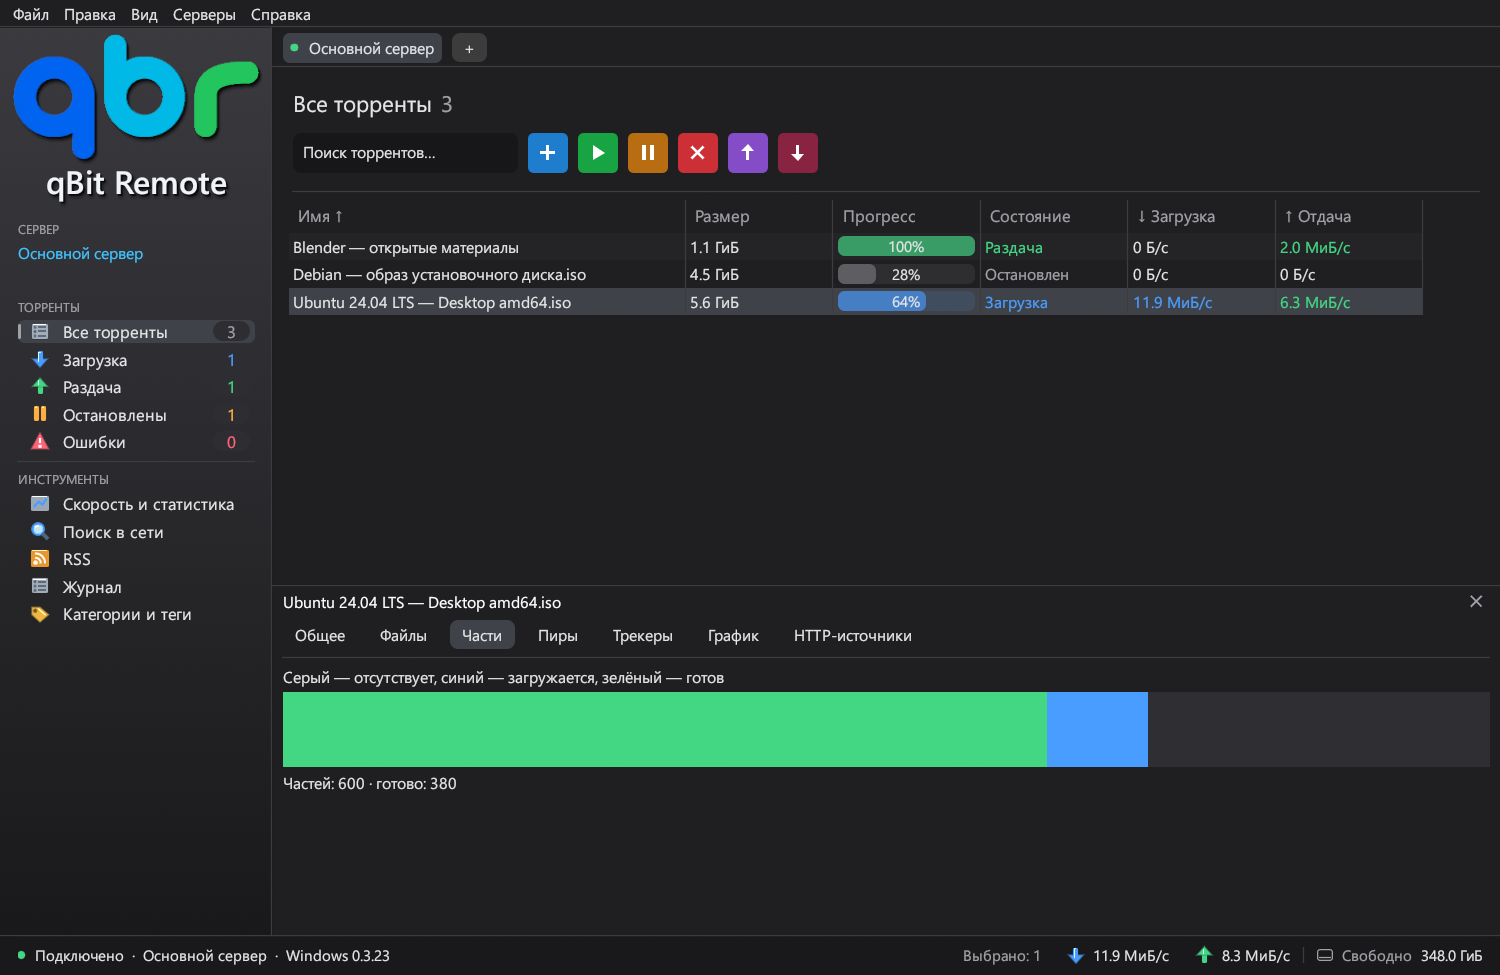 Файл Правка Вид Серверы Справка
qbr
qBit Remote
СЕРВЕР
Основной сервер
ТОРРЕНТЫ
Все торренты 3
Загрузка 1
Раздача 1
Остановлены 1
Ошибки 0
ИНСТРУМЕНТЫ
Скорость и статистика
Поиск в сети
RSS
Журнал
Категории и теги
Основной сервер +
Все торренты 3
Поиск торрентов...
Имя ↑ Размер Прогресс Состояние ↓ Загрузка ↑ Отдача
Blender — открытые материалы 1.1 ГиБ 100% Раздача 0 Б/с 2.0 МиБ/с
Debian — образ установочного диска.iso 4.5 ГиБ 28% Остановлен 0 Б/с 0 Б/с
Ubuntu 24.04 LTS — Desktop amd64.iso 5.6 ГиБ 64% Загрузка 11.9 МиБ/с 6.3 МиБ/с
Ubuntu 24.04 LTS — Desktop amd64.iso
Общее Файлы Части Пиры Трекеры График HTTP-источники
Серый — отсутствует, синий — загружается, зелёный — готов
Частей: 600 · готово: 380
Подключено · Основной сервер · Windows 0.3.23 Выбрано: 1 11.9 МиБ/с 8.3 МиБ/с Свободно 348.0 ГиБ